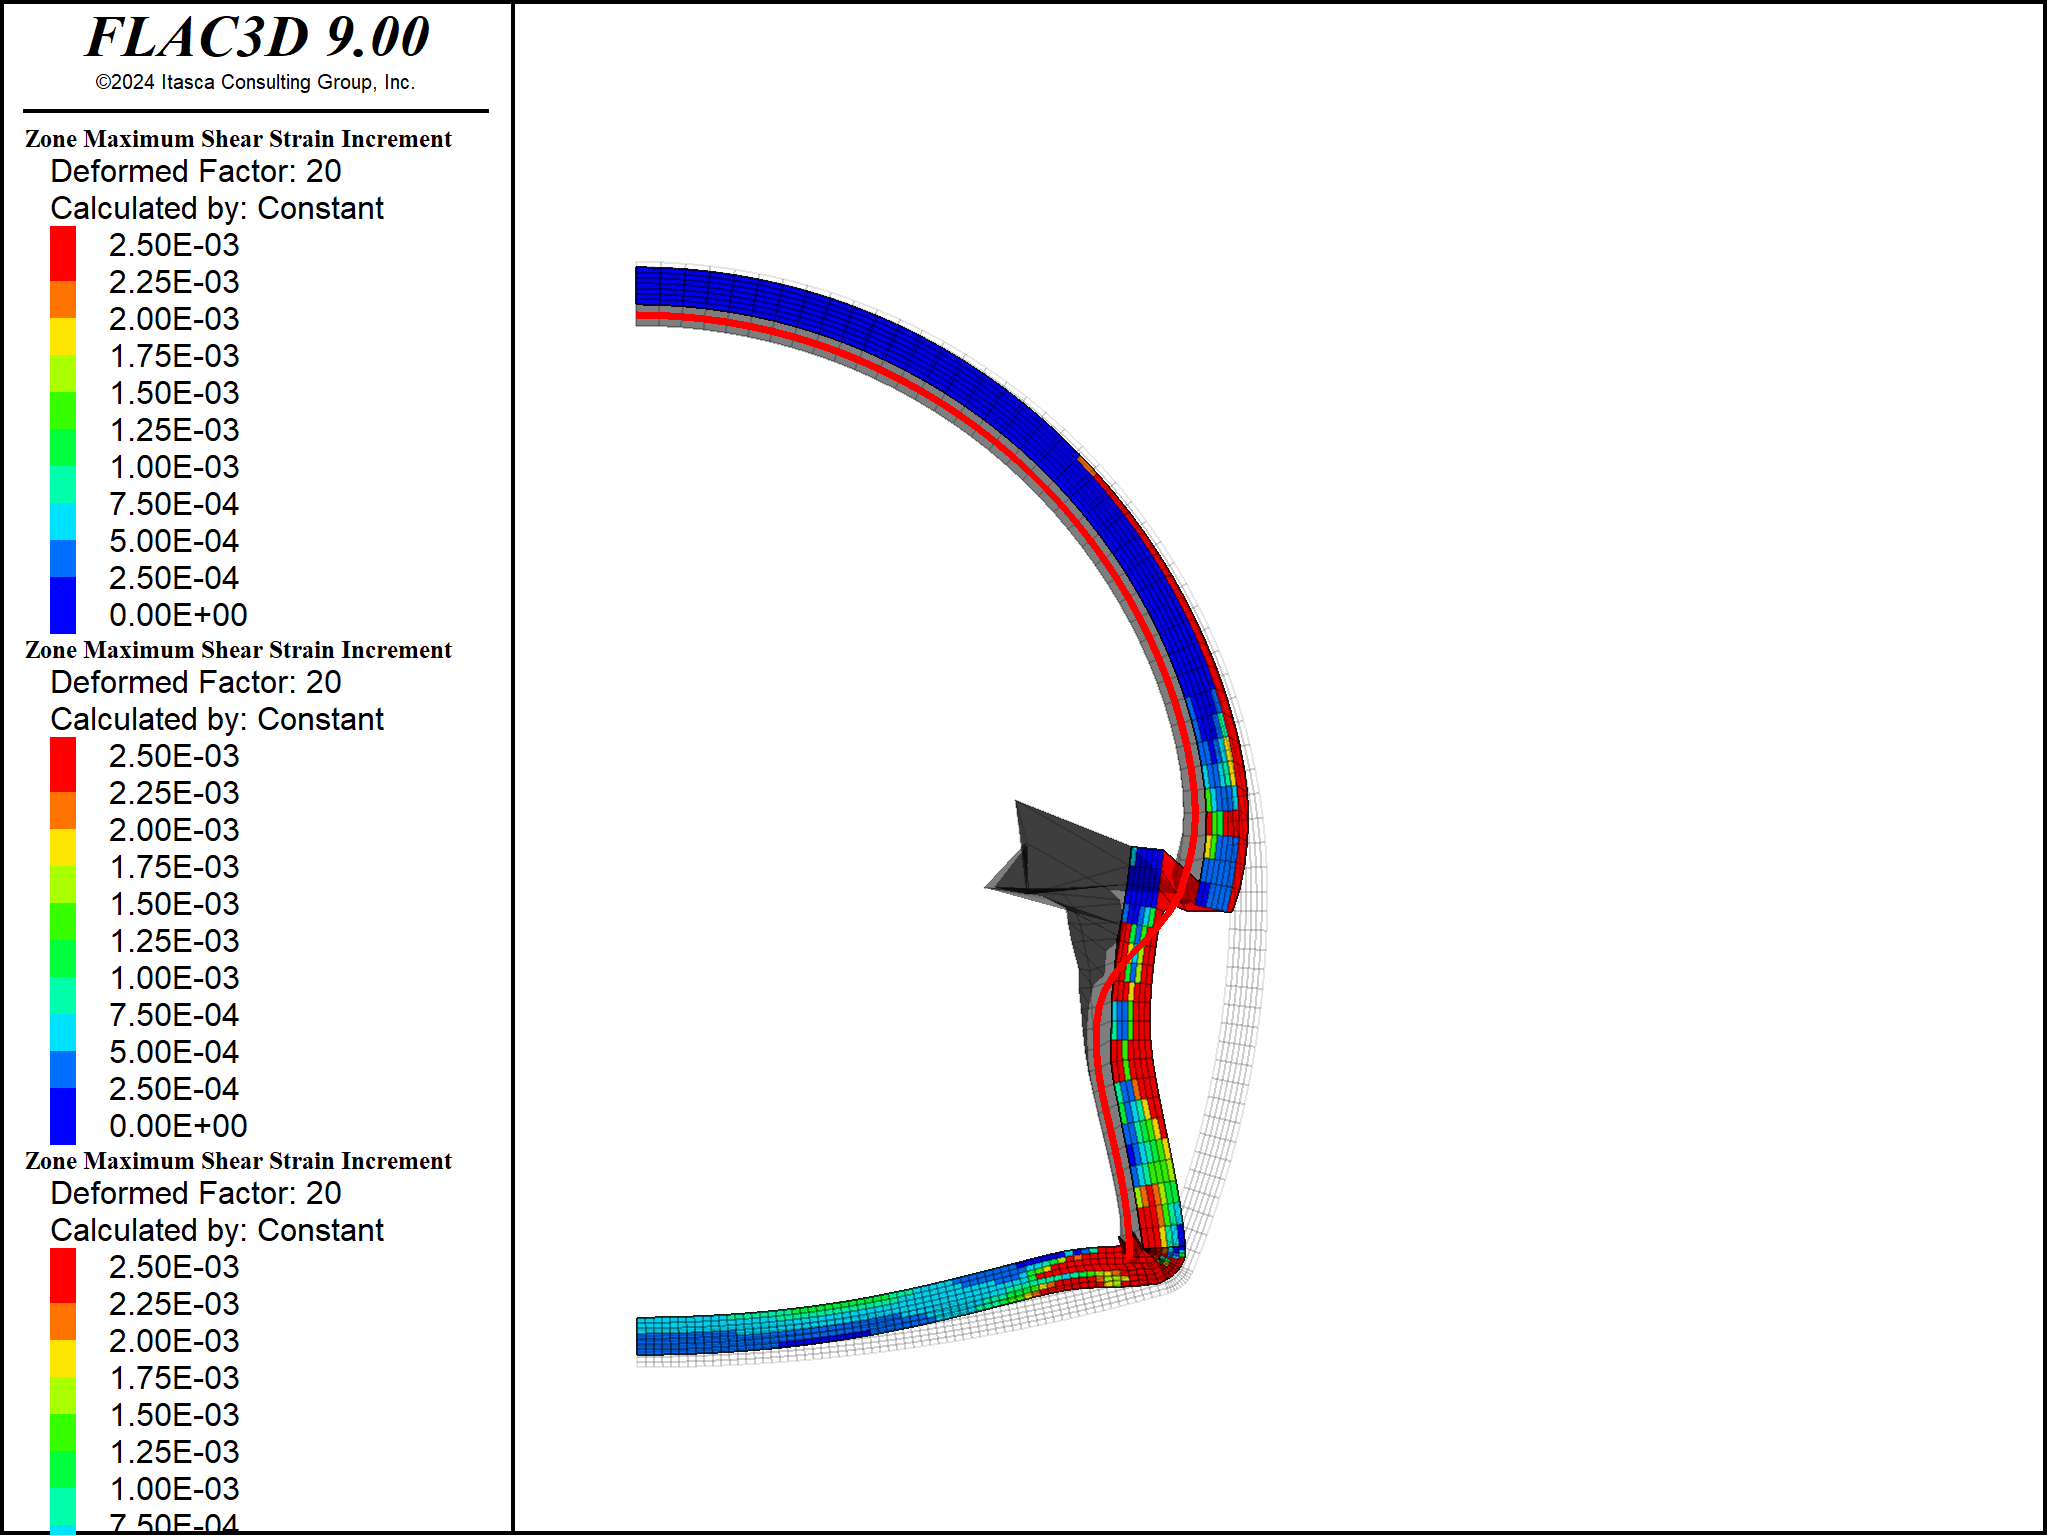 FLAC3D 9.00
©2024 Itasca Consulting Group, Inc.
Zone Maximum Shear Strain Increment
Deformed Factor: 20
Calculated by: Constant
2.50E-03
2.25E-03
2.00E-03
1.75E-03
1.50E-03
1.25E-03
1.00E-03
7.50E-04
5.00E-04
2.50E-04
0.00E+00
Zone Maximum Shear Strain Increment
Deformed Factor: 20
Calculated by: Constant
2.50E-03
2.25E-03
2.00E-03
1.75E-03
1.50E-03
1.25E-03
1.00E-03
7.50E-04
5.00E-04
2.50E-04
0.00E+00
Zone Maximum Shear Strain Increment
Deformed Factor: 20
Calculated by: Constant
2.50E-03
2.25E-03
2.00E-03
1.75E-03
1.50E-03
1.25E-03
1.00E-03
7.50E-04